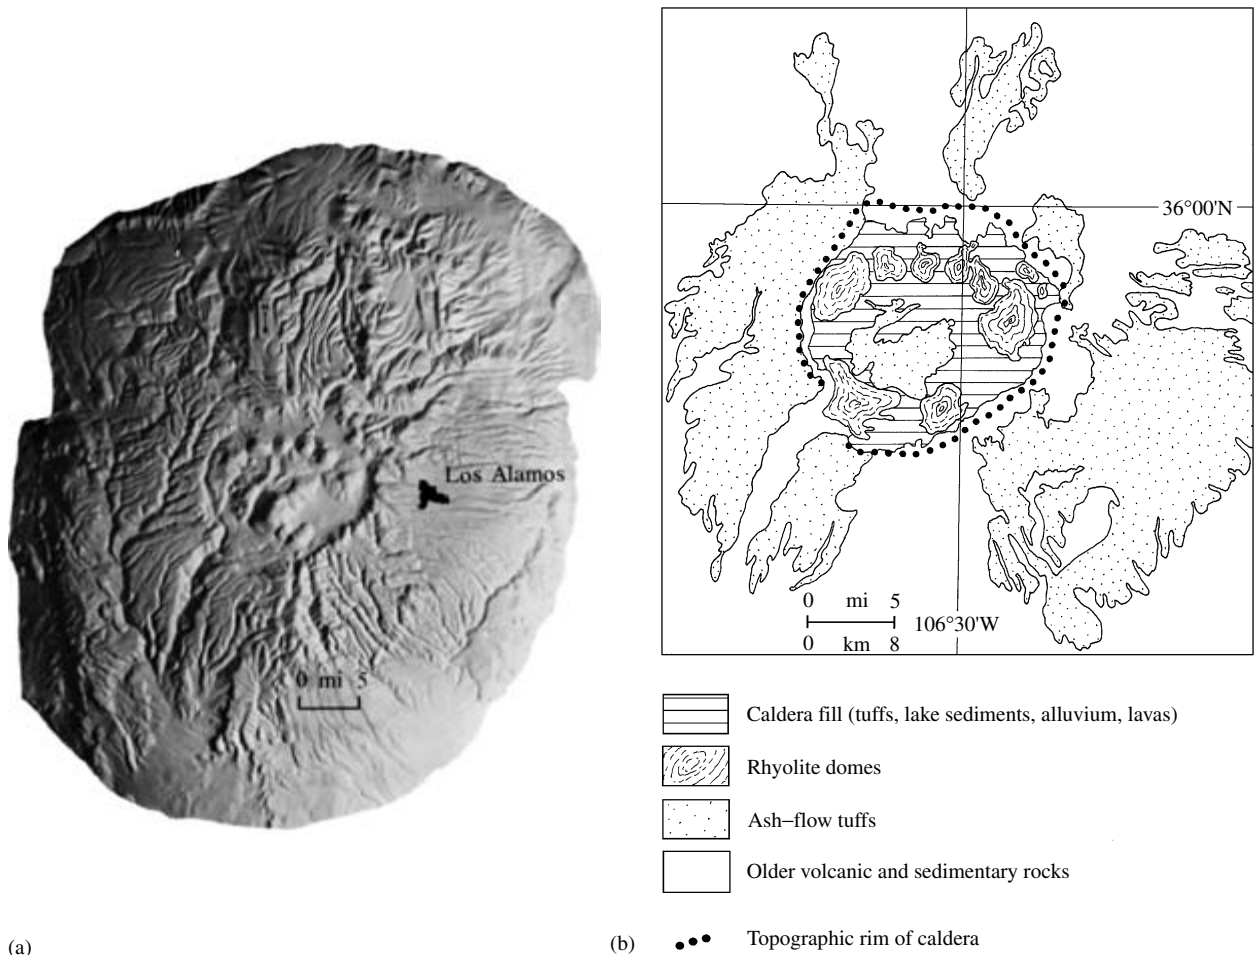 Los Alamos
0 mi 5
(a)
36°00'N
0 mi 5
106°30'W
0 km 8
Caldera fill (tuffs, lake sediments, alluvium, lavas)
Rhyolite domes
Ash–flow tuffs
Older volcanic and sedimentary rocks
(b)
Topographic rim of caldera